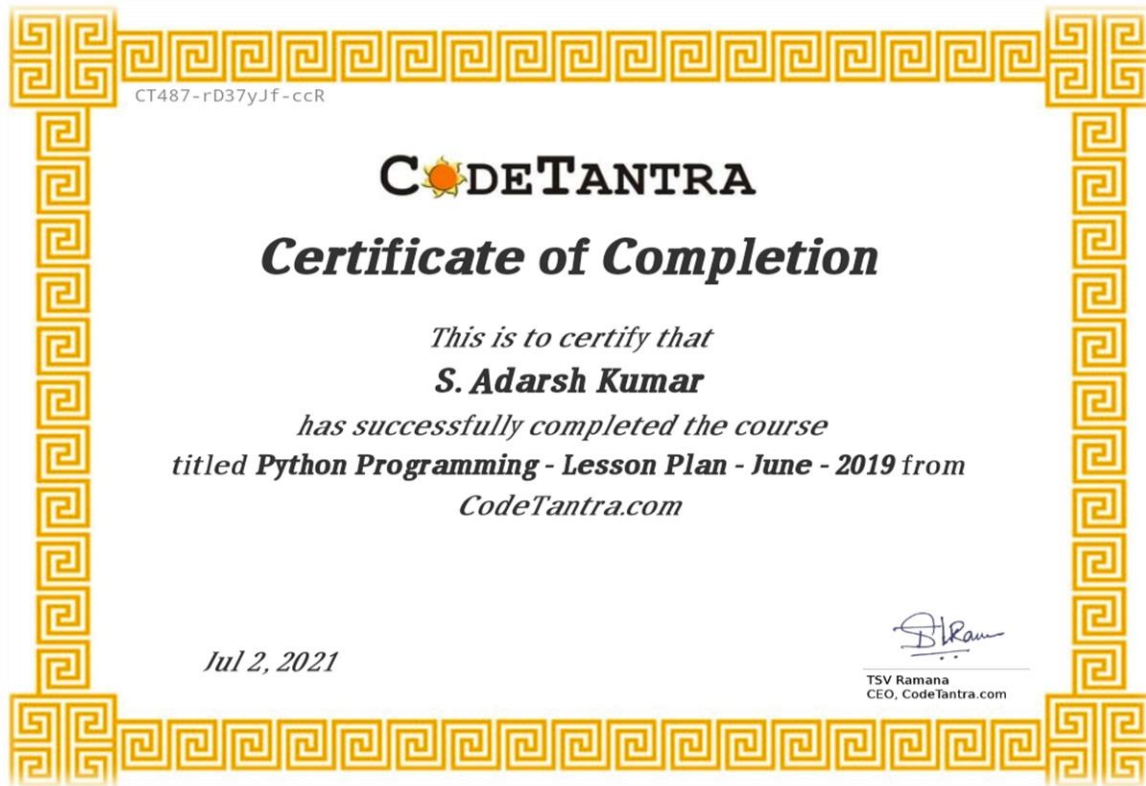 CT487-rD37yJf-ccR
CODETANTRA
Certificate of Completion
This is to certify that
S. Adarsh Kumar
has successfully completed the course
titled Python Programming - Lesson Plan - June - 2019 from
CodeTantra.com
Jul 2, 2021
TSV Ramana
CEO, CodeTantra.com